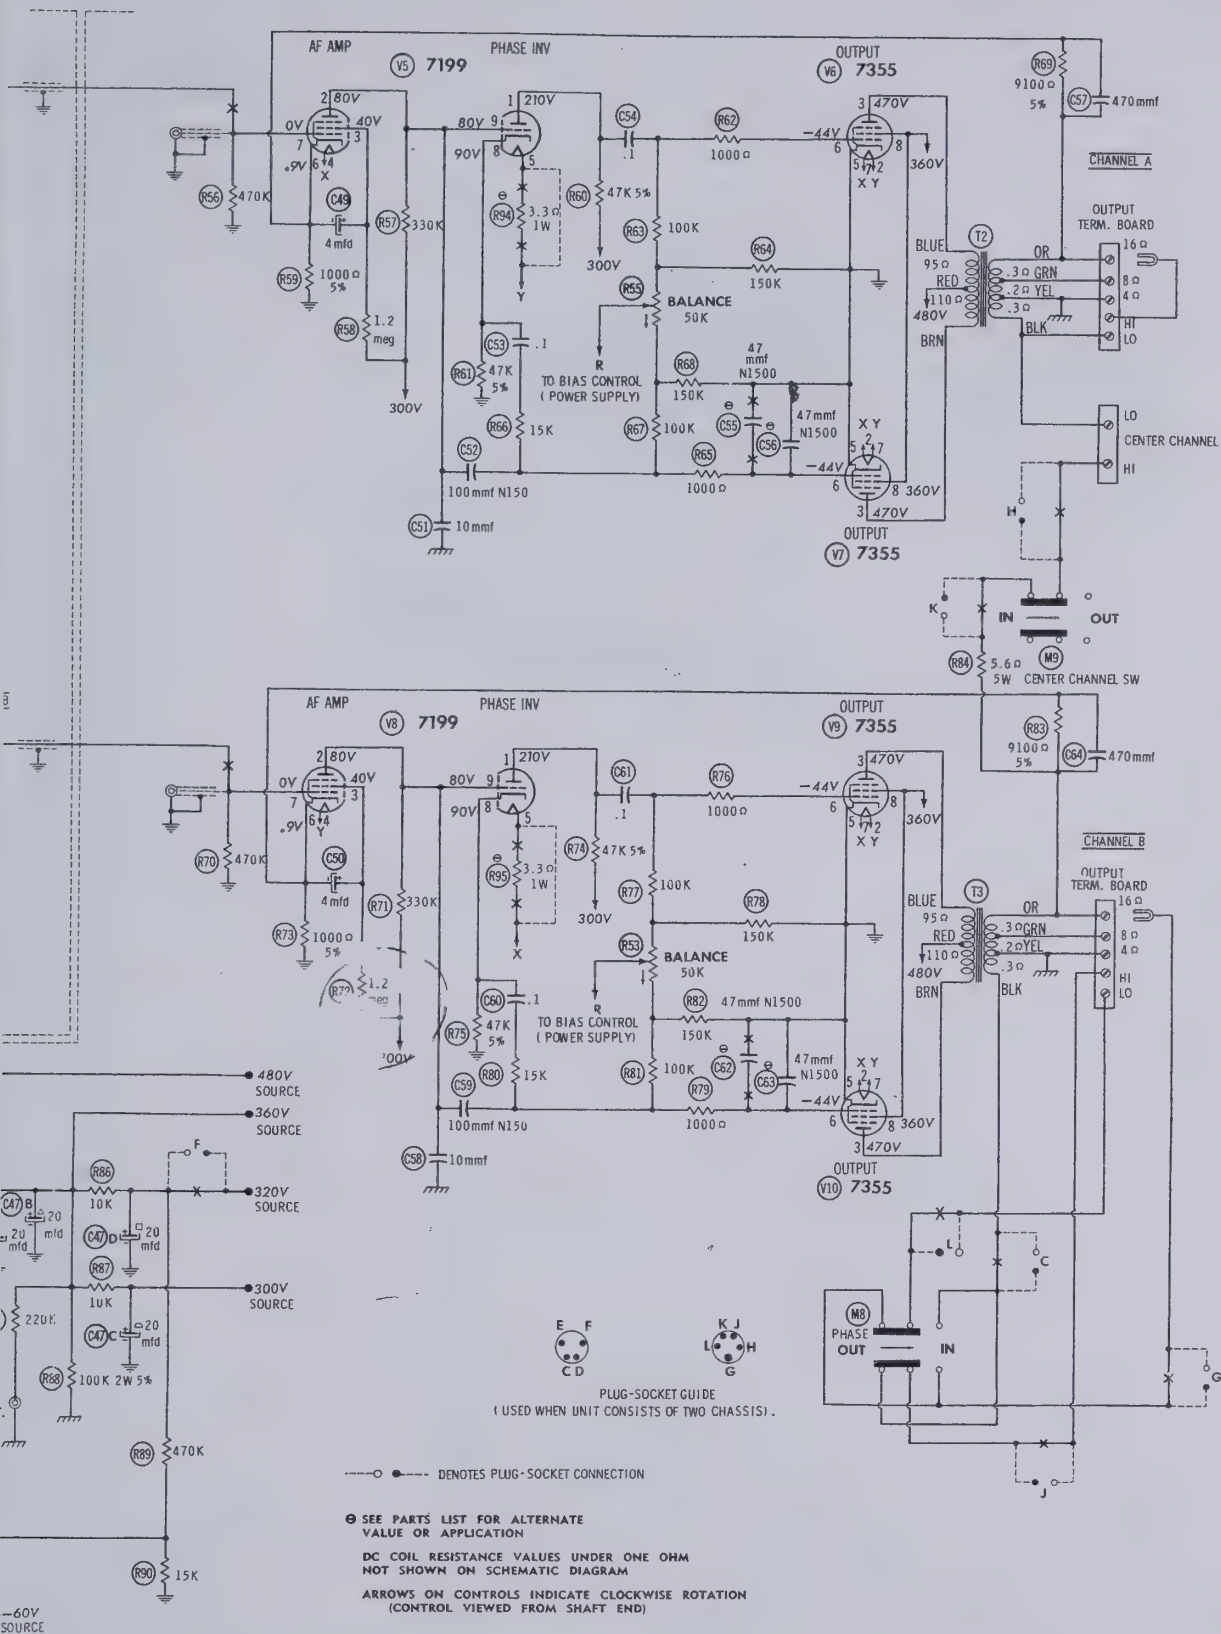 AF AMP
V5 7199
PHASE INV
OUTPUT
V6 7355
R69
9100Ω
5%
C57
470mmf
2 80V
40V
3
0V
7
.9V
6 4
X
1 210V
80V 9
90V 8
5
C54
.1
R62
1000Ω
3 470V
-44V
6
8
360V
5 7 2
X Y
CHANNEL A
R56
470K
C49
4mfd
R57
330K
R94
3.3Ω
1W
R60
47K 5%
R63
100K
300V
Y
R64
150K
R59
1000Ω
5%
R58
1.2
meg
300V
R55
BALANCE
50K
R
TO BIAS CONTROL
(POWER SUPPLY)
C53
.1
R61
47K
5%
R66
15K
R68
150K
47
mmf
N1500
C55
C56
47mmf
N1500
R67
100K
R65
1000Ω
C52
100mmf N150
C51
10mmf
X Y
5 2 7
-44V
6
8 360V
3 470V
OUTPUT
V7 7355
BLUE
95Ω
RED
110Ω
480V
BRN
T2
OR
.3Ω GRN
.2Ω YEL
.3Ω
BLK
OUTPUT
TERM. BOARD
16Ω
8Ω
4Ω
HI
LO
LO
CENTER CHANNEL
HI
H
K
IN
OUT
R84
5.6Ω
5W
M9
CENTER CHANNEL SW
B
AF AMP
V8 7199
PHASE INV
OUTPUT
V9 7355
R83
9100Ω
5%
C64
470mmf
2 80V
40V
3
0V
7
.9V
6 4
Y
1 210V
80V 9
90V 8
5
C61
.1
R76
1000Ω
3 470V
-44V
6
8
360V
5 7 2
X Y
CHANNEL B
R70
470K
C50
4mfd
R71
330K
R95
3.3Ω
1W
R74
47K 5%
R77
100K
300V
X
R78
150K
R73
1000Ω
5%
R72
1.2
meg
300V
R53
BALANCE
50K
R
TO BIAS CONTROL
(POWER SUPPLY)
C60
.1
R75
47K
5%
R80
15K
R82
150K
47mmf N1500
C62
C63
47mmf
N1500
R81
100K
R79
1000Ω
C59
100mmf N150
C58
10mmf
X Y
5 2 7
-44V
6
8 360V
3 470V
OUTPUT
V10 7355
BLUE
95Ω
RED
110Ω
480V
BRN
T3
OR
.3Ω GRN
.2Ω YEL
.3Ω
BLK
OUTPUT
TERM. BOARD
16Ω
8Ω
4Ω
HI
LO
480V
SOURCE
360V
SOURCE
F
R86
10K
320V
SOURCE
C47 B
20
mfd
20
mfd
C47 D
20
mfd
R87
10K
300V
SOURCE
C47 C
20
mfd
220K
R88
100K 2W 5%
R89
470K
R90
15K
-60V
SOURCE
L
C
M8
PHASE
OUT
IN
G
J
E F
C D
K J
L H
G
PLUG-SOCKET GUIDE
(USED WHEN UNIT CONSISTS OF TWO CHASSIS).
DENOTES PLUG-SOCKET CONNECTION
⊖ SEE PARTS LIST FOR ALTERNATE
VALUE OR APPLICATION
DC COIL RESISTANCE VALUES UNDER ONE OHM
NOT SHOWN ON SCHEMATIC DIAGRAM
ARROWS ON CONTROLS INDICATE CLOCKWISE ROTATION
(CONTROL VIEWED FROM SHAFT END)